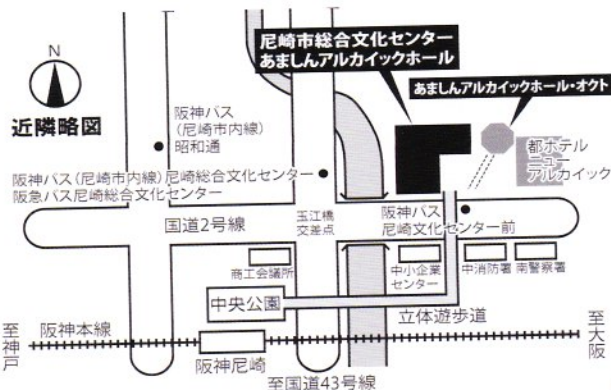 N
近隣略図
尼崎市総合文化センター
あましんアルカイックホール
あましんアルカイックホール・オクト
都ホテル
ニュー
アルカイック
阪神バス
(尼崎市内線)
昭和通
阪神バス(尼崎市内線)尼崎総合文化センター
阪急バス尼崎総合文化センター
国道2号線
玉江橋
交差点
阪神バス
尼崎文化センター前
商工会議所
中小企業
センター
中消防署
南警察署
中央公園
立体遊歩道
至神戸
阪神本線
阪神尼崎
至大阪
至国道43号線